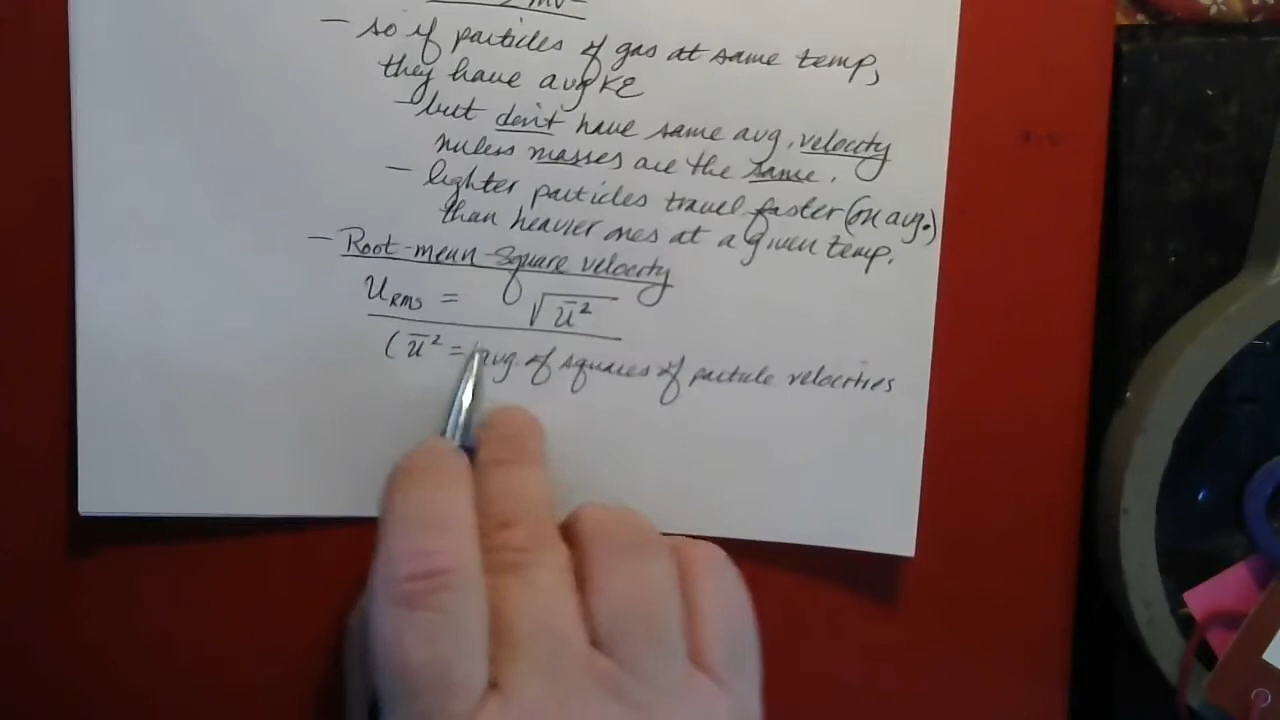 mv²
- so if particles of gas at same temp,
they have avg KE
- but don't have same avg. velocity
unless masses are the same.
- lighter particles travel faster (on avg.)
than heavier ones at a given temp.
- Root-mean-square velocity
u_RMS = √ū²
(ū² = avg. of squares of particle velocities